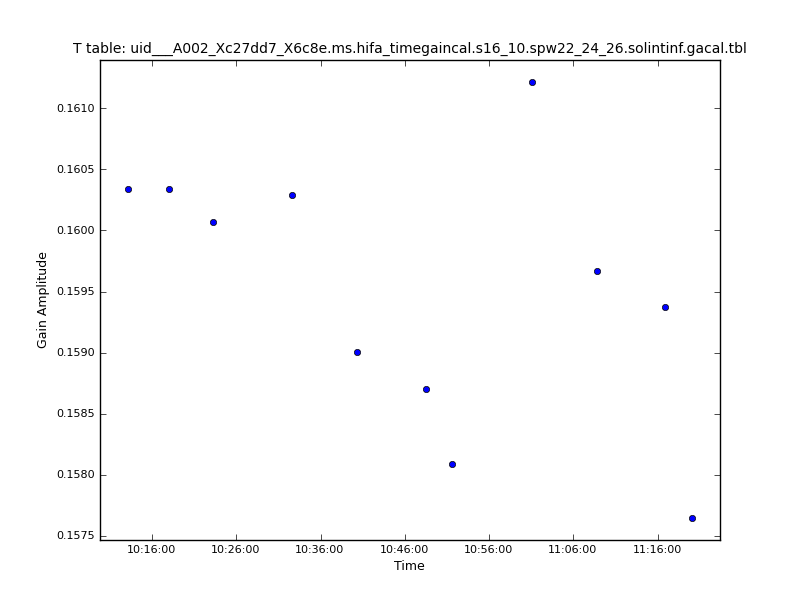 T table: uid___A002_Xc27dd7_X6c8e.ms.hifa_timegaincal.s16_10.spw22_24_26.solintinf.gacal.tbl
0.1610
0.1605
0.1600
0.1595
0.1590
0.1585
0.1580
0.1575
Gain Amplitude
10:16:00 10:26:00 10:36:00 10:46:00 10:56:00 11:06:00 11:16:00
Time